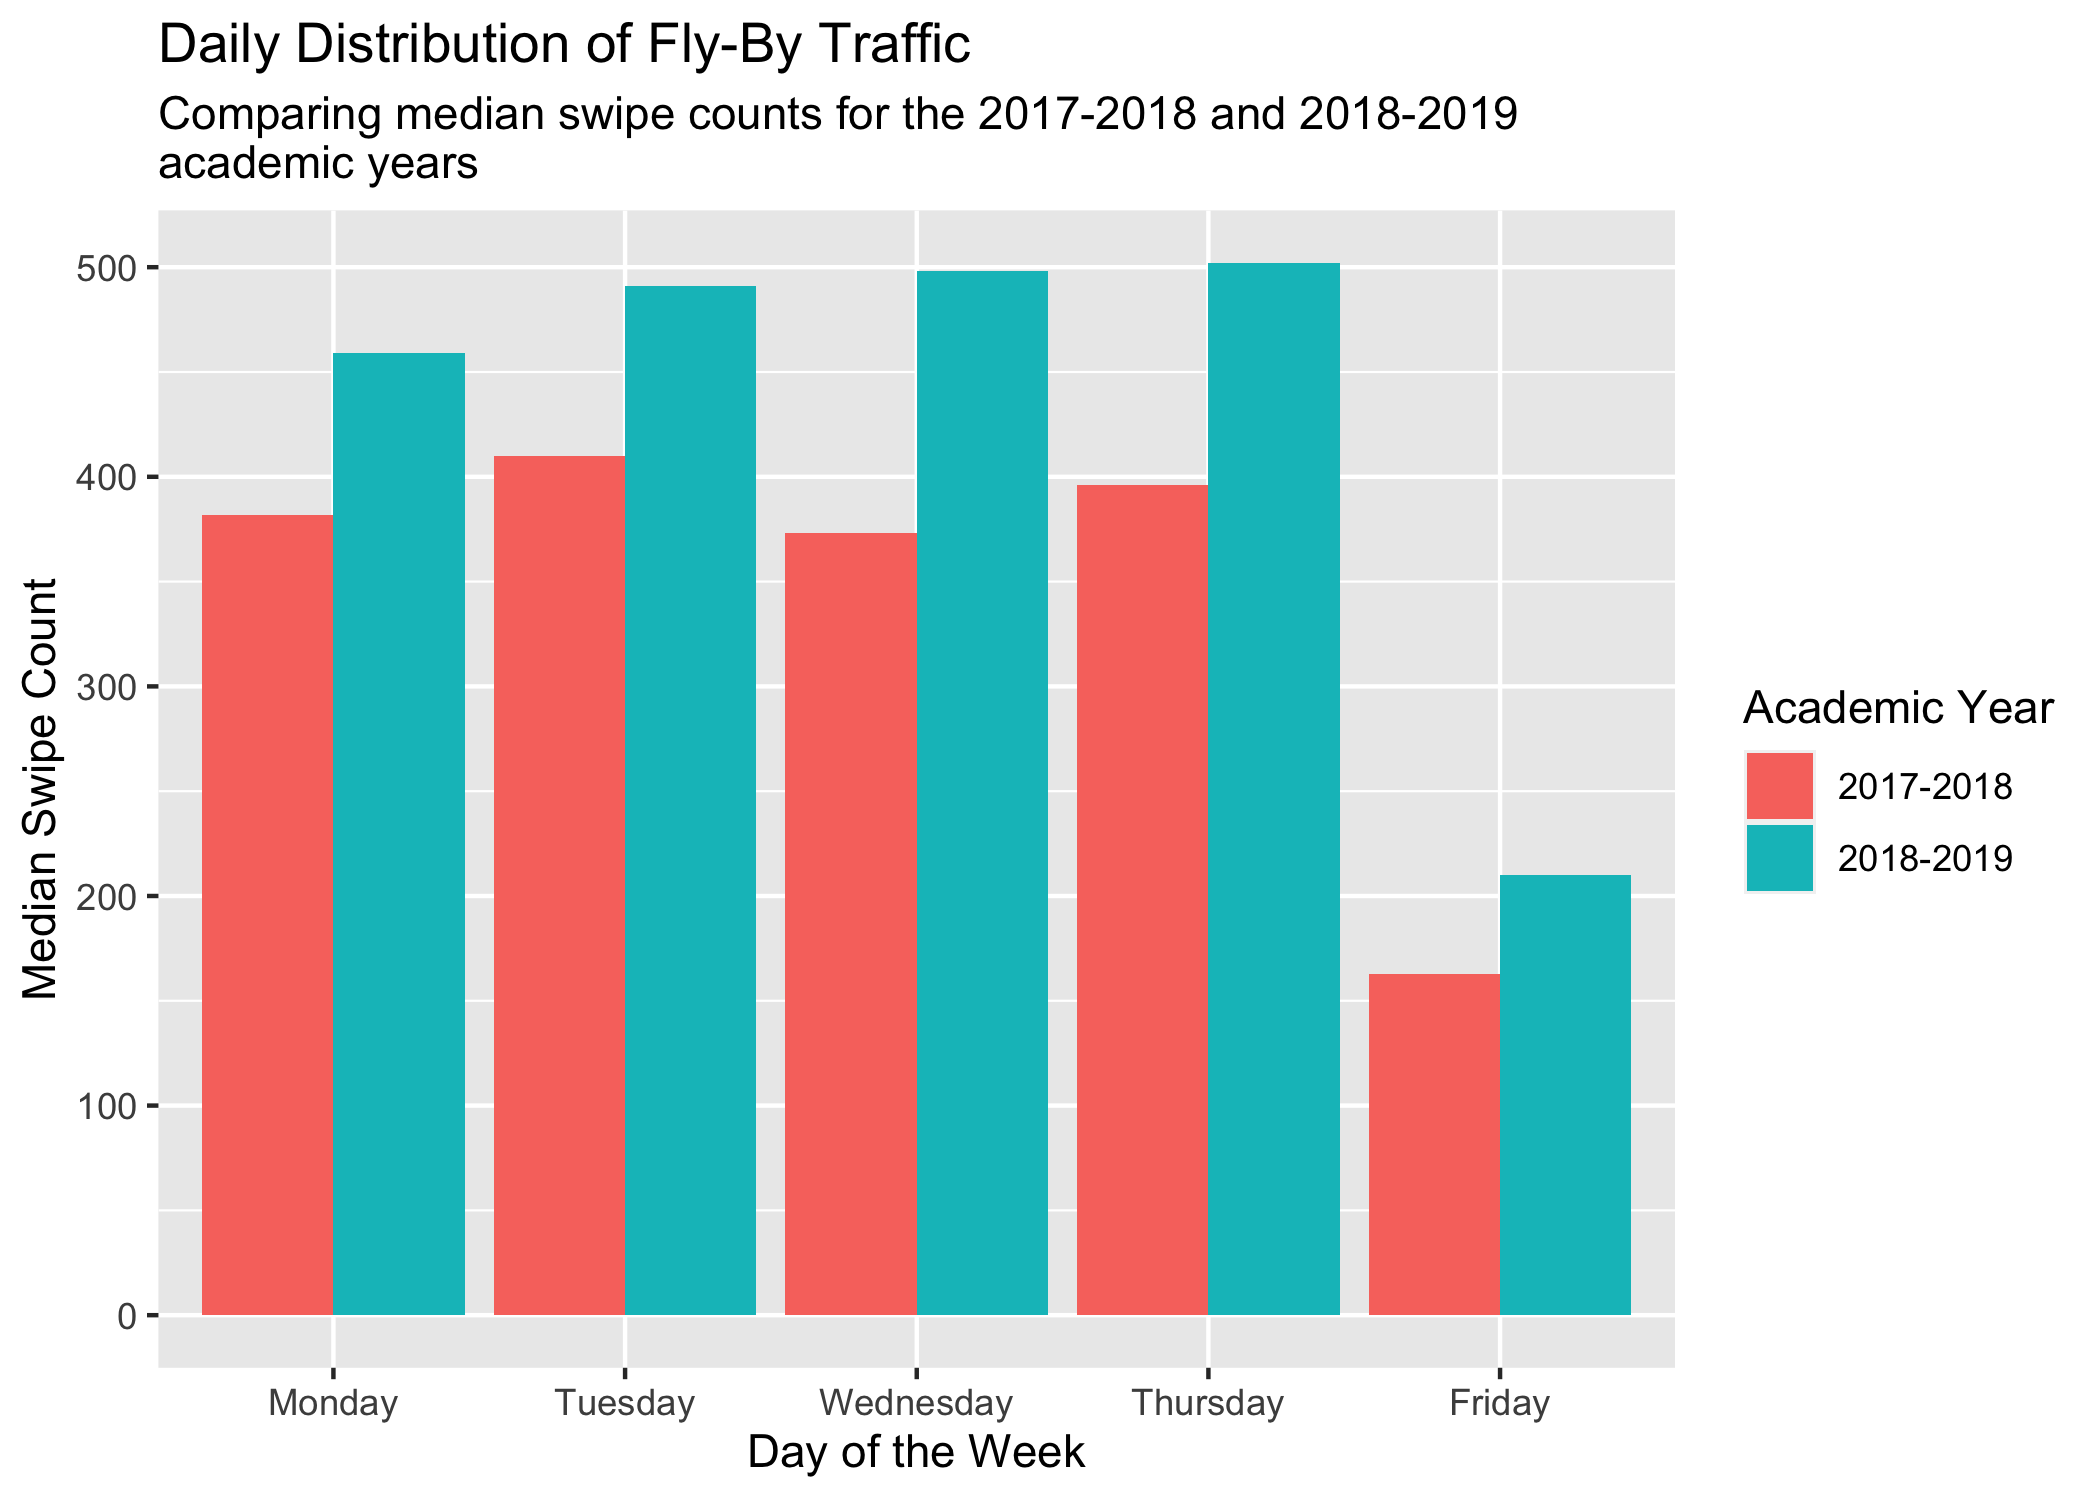 Daily Distribution of Fly-By Traffic
Comparing median swipe counts for the 2017-2018 and 2018-2019
academic years
Median Swipe Count
500
400
300
200
100
0
Monday
Tuesday
Wednesday
Thursday
Friday
Day of the Week
Academic Year
2017-2018
2018-2019